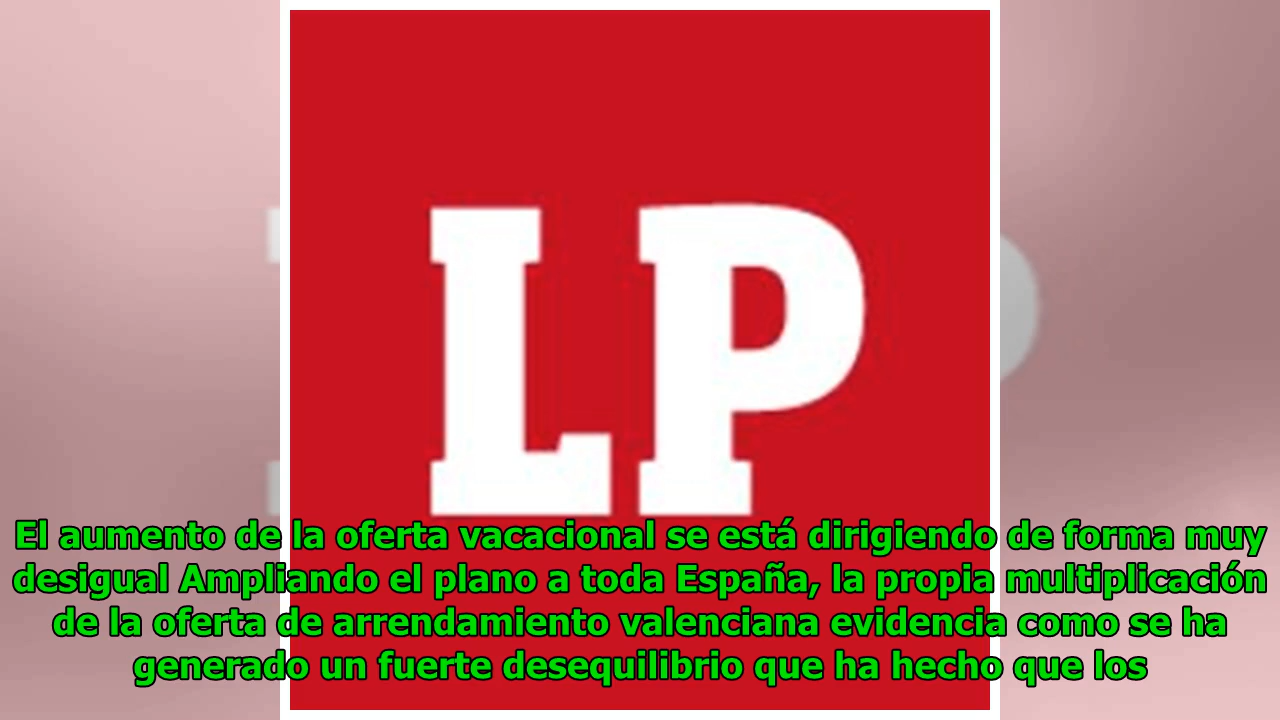 LP
El aumento de la oferta vacacional se está dirigiendo de forma muy
desigual Ampliando el plano a toda España, la propia multiplicación
de la oferta de arrendamiento valenciana evidencia como se ha
generado un fuerte desequilibrio que ha hecho que los